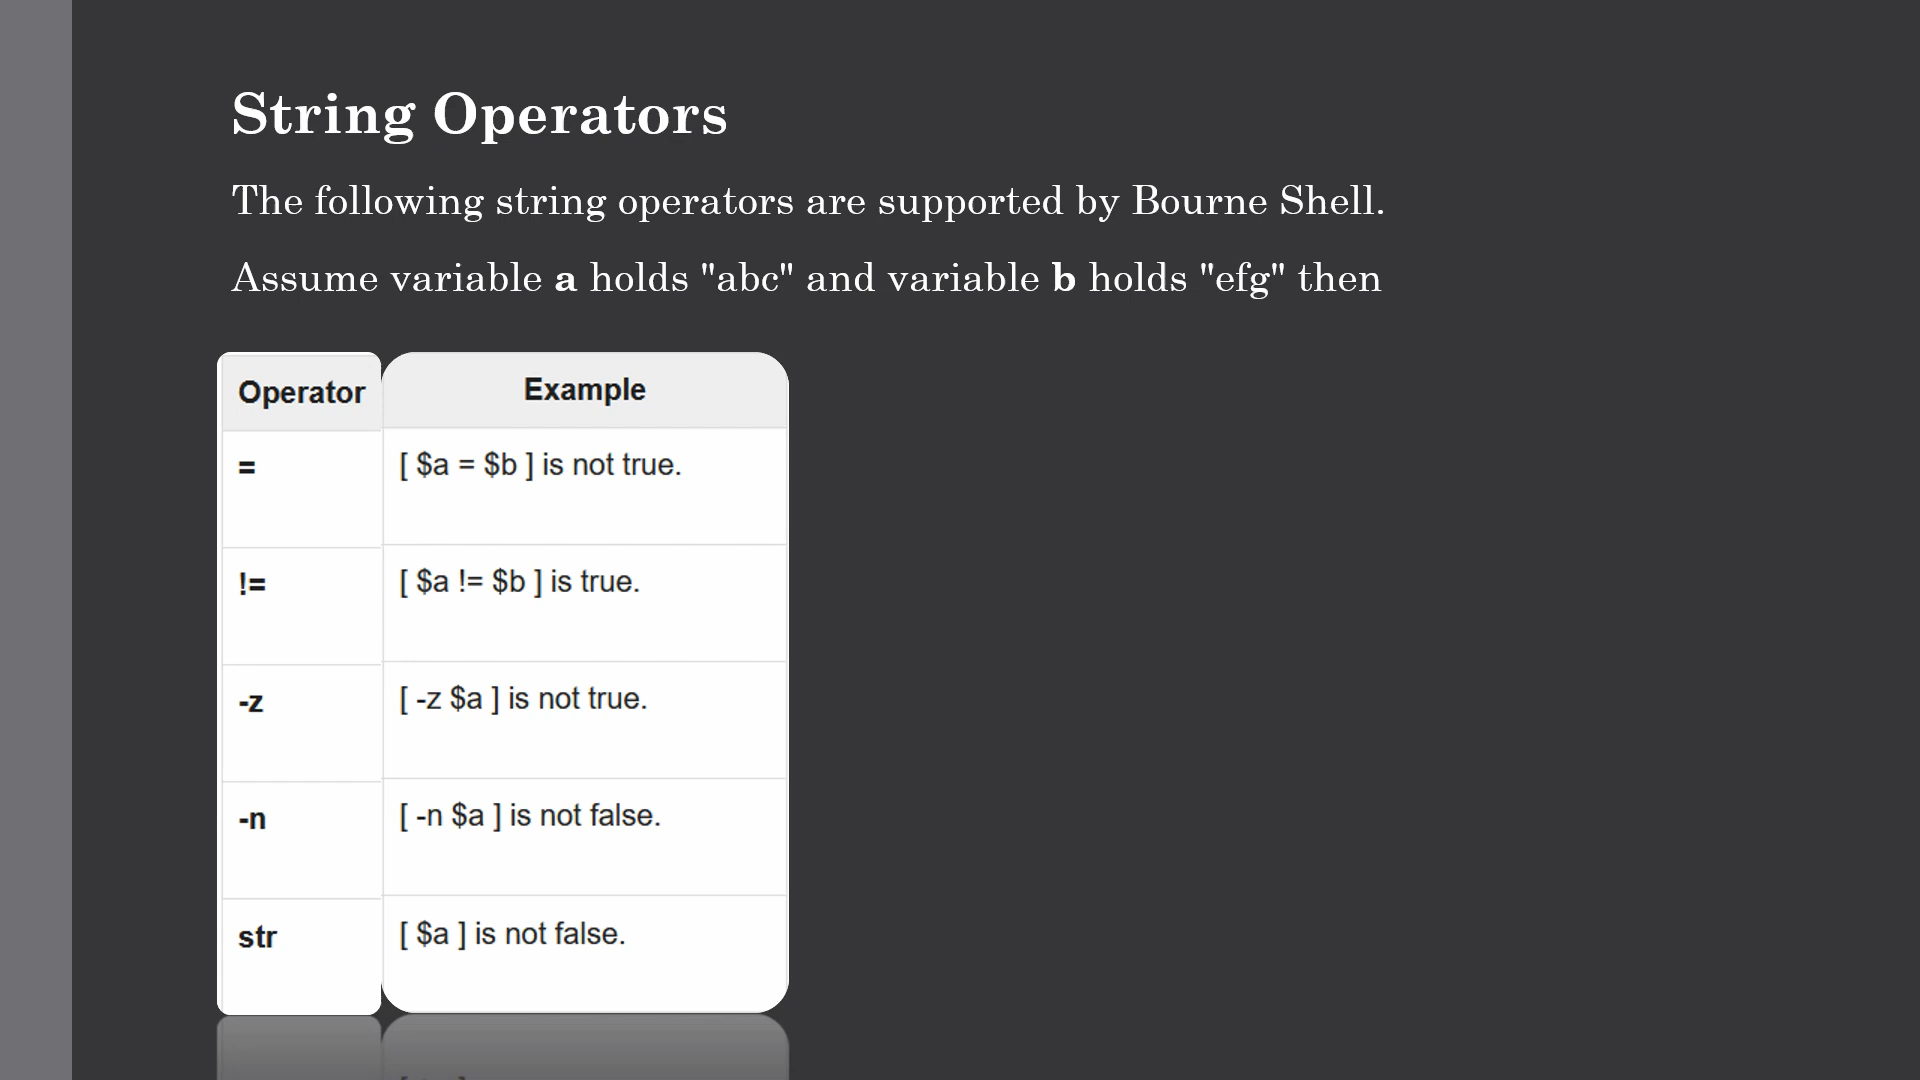 String Operators
The following string operators are supported by Bourne Shell.
Assume variable a holds "abc" and variable b holds "efg" then
Operator Example
= [ $a = $b ] is not true.
!= [ $a != $b ] is true.
-z [ -z $a ] is not true.
-n [ -n $a ] is not false.
str [ $a ] is not false.